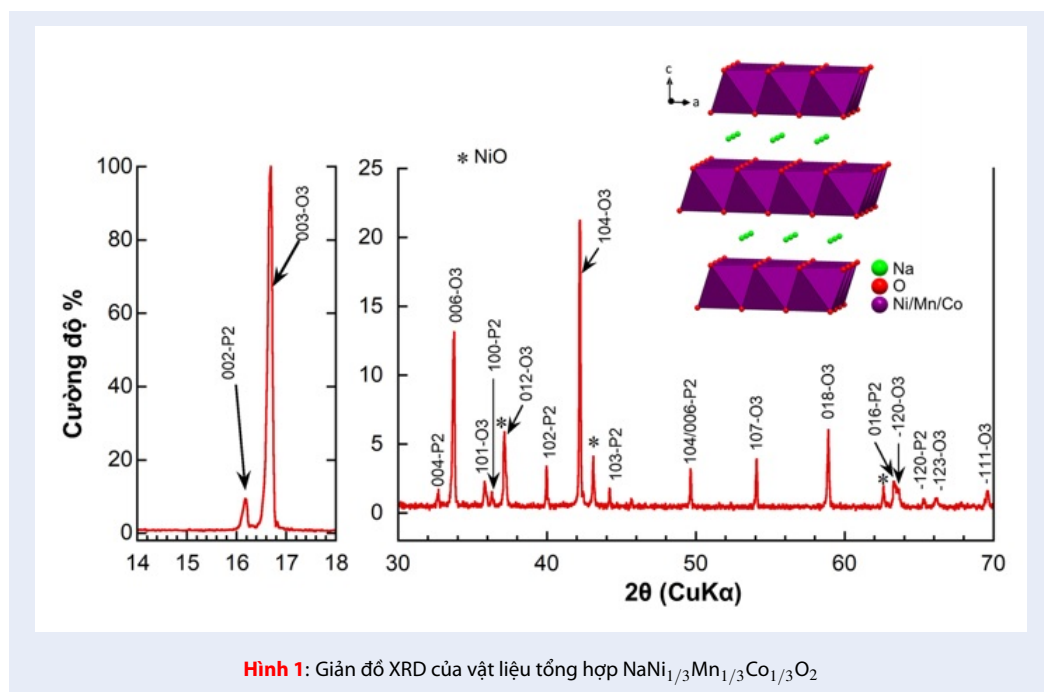 100
80
60
40
20
0
Cường độ %
002-P2
003-O3
14 15 16 17 18
* NiO
25
20
15
10
5
0
004-P2
006-O3
101-O3
100-P2
*
012-O3
102-P2
104-O3
*
103-P2
104/006-P2
107-O3
018-O3
*
016-P2
-120-O3
-120-P2
-123-O3
-111-O3
30 40 50 60 70
2θ (CuKα)
c
a
Na
O
Ni/Mn/Co
Hình 1: Giản đồ XRD của vật liệu tổng hợp NaNi1/3Mn1/3Co1/3O2